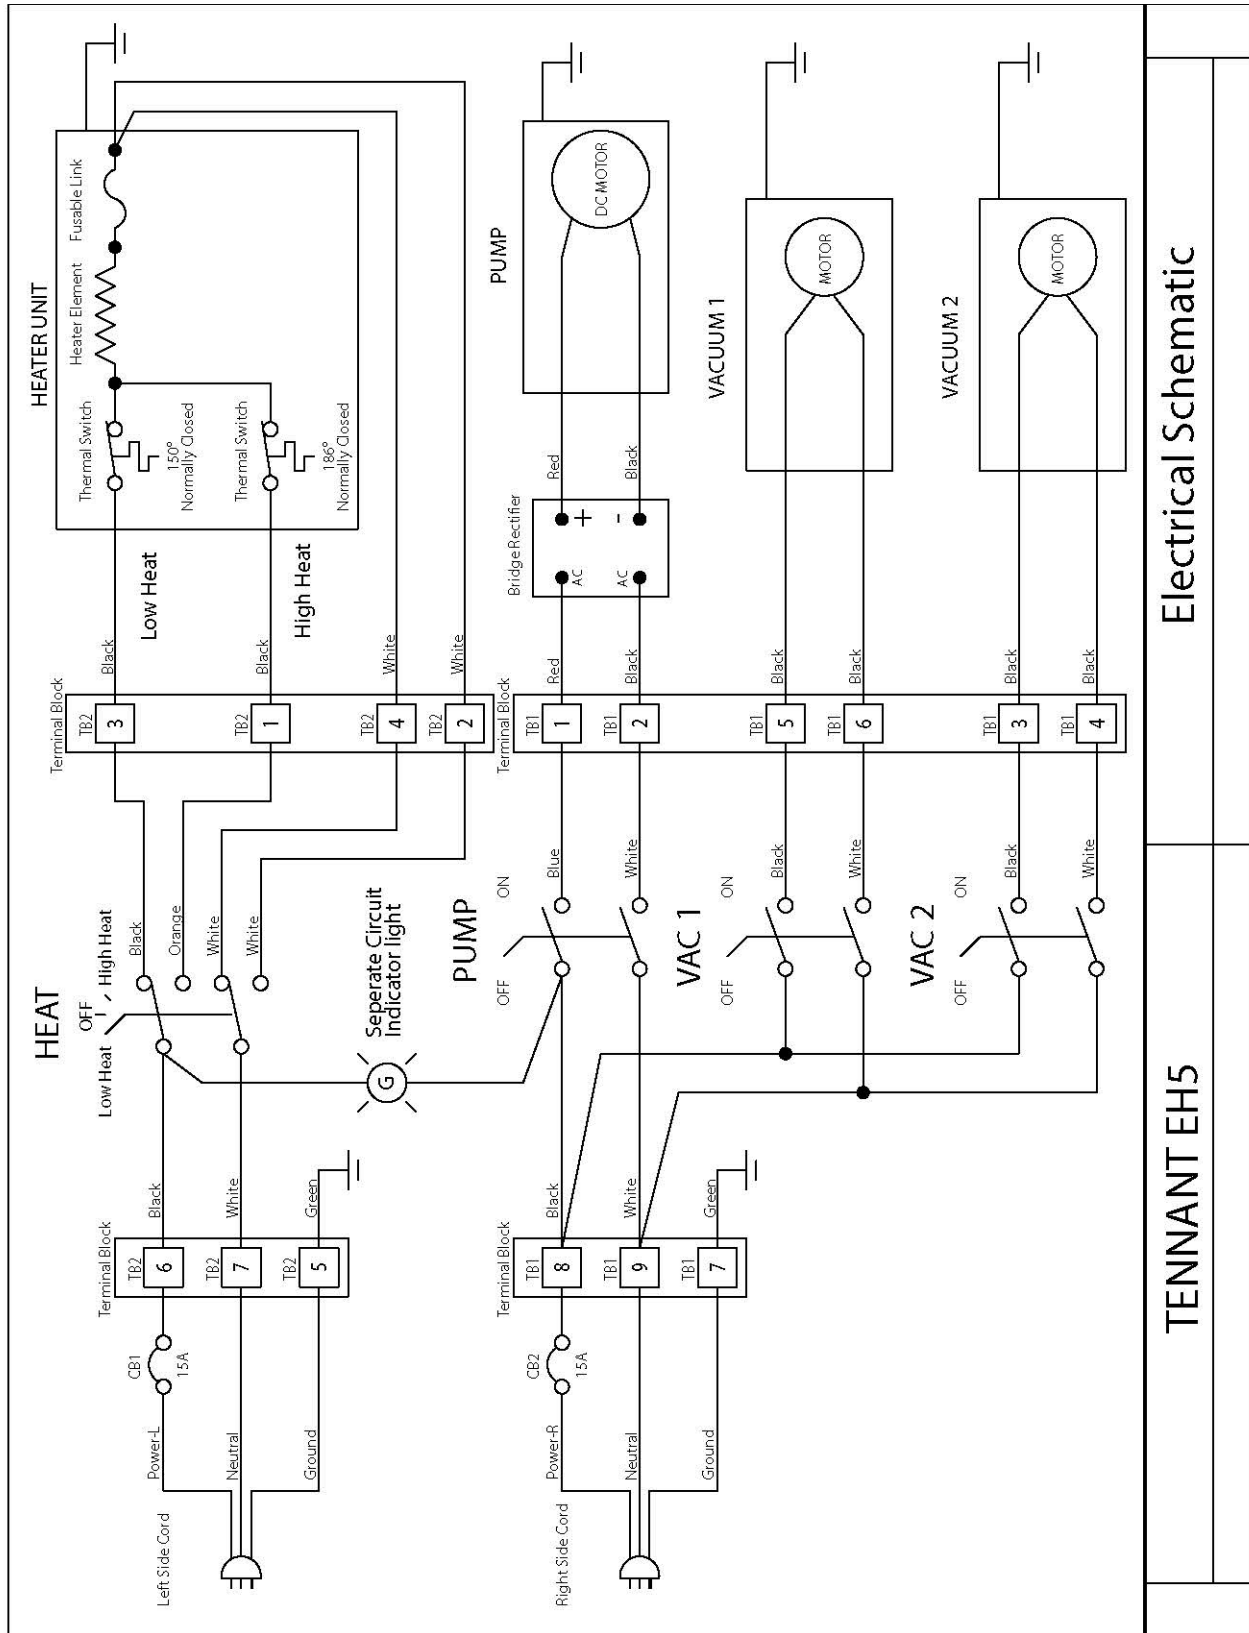 HEAT
Low Heat
OFF
High Heat
Left Side Cord
Power-L
Neutral
Ground
CB1
15A
Terminal Block
TB2
6
TB2
7
TB2
5
Black
White
Green
Black
Orange
White
White
Terminal Block
TB2
3
TB2
1
TB2
4
TB2
2
Black
Black
White
White
Low Heat
High Heat
HEATER UNIT
Thermal Switch
150°
Normally Closed
Thermal Switch
186°
Normally Closed
Heater Element
Fusable Link
Seperate Circuit
Indicator light
G
Right Side Cord
Power-R
Neutral
Ground
CB2
15A
Terminal Block
TB1
8
TB1
9
TB1
7
Black
White
Green
PUMP
OFF
ON
Blue
White
VAC 1
OFF
ON
Black
White
VAC 2
OFF
ON
Black
White
Terminal Block
TB1
1
TB1
2
TB1
5
TB1
6
TB1
3
TB1
4
Red
Black
Black
Black
Black
Black
Bridge Rectifier
AC
AC
+
-
Red
Black
PUMP
DC MOTOR
VACUUM 1
MOTOR
VACUUM 2
MOTOR
TENNANT EH5
Electrical Schematic